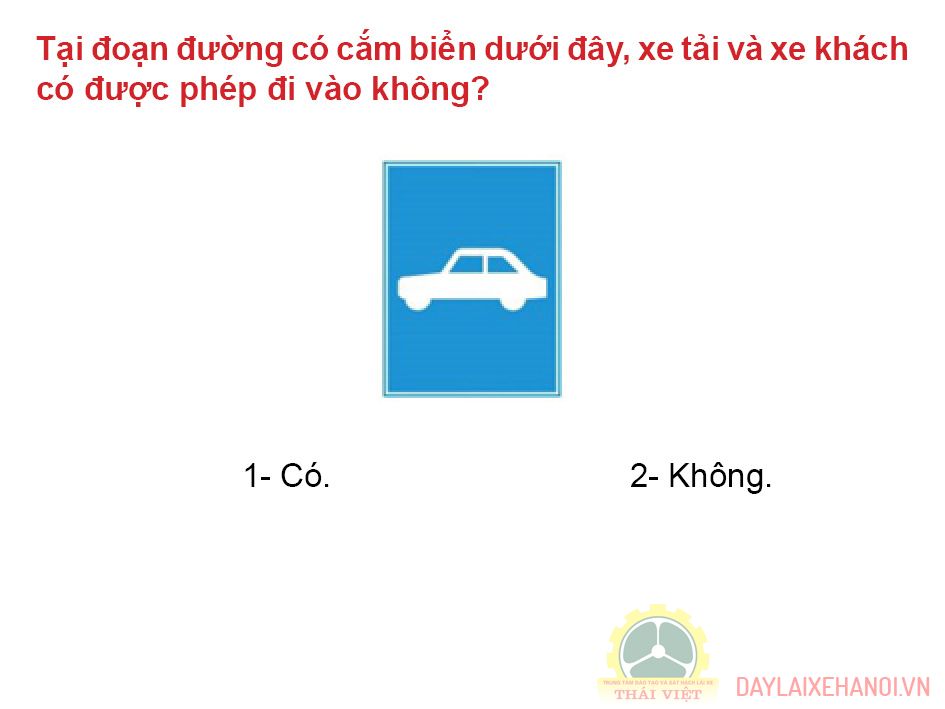 Tại đoạn đường có cắm biển dưới đây, xe tải và xe khách
có được phép đi vào không?
1- Có.
2- Không.
TRUNG TÂM ĐÀO TẠO VÀ SÁT HẠCH LÁI XE
THÁI VIỆT
DAYLAIXEHANOI.VN